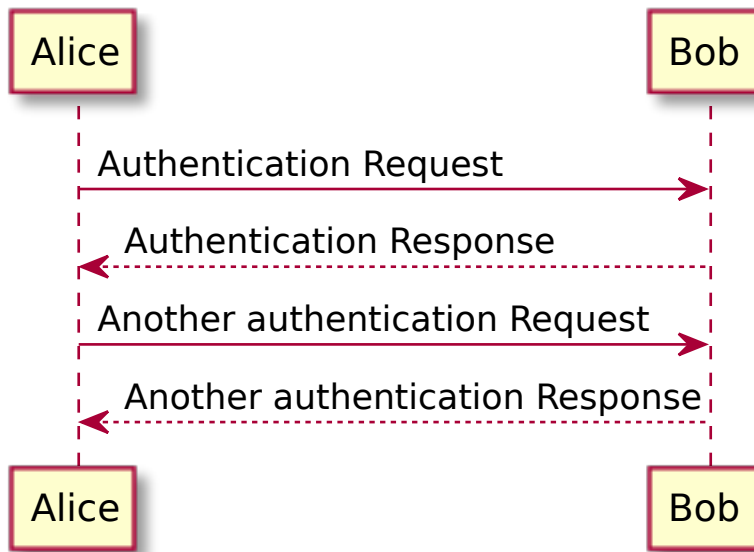 Alice
Bob
Authentication Request
Authentication Response
Another authentication Request
Another authentication Response
Alice
Bob